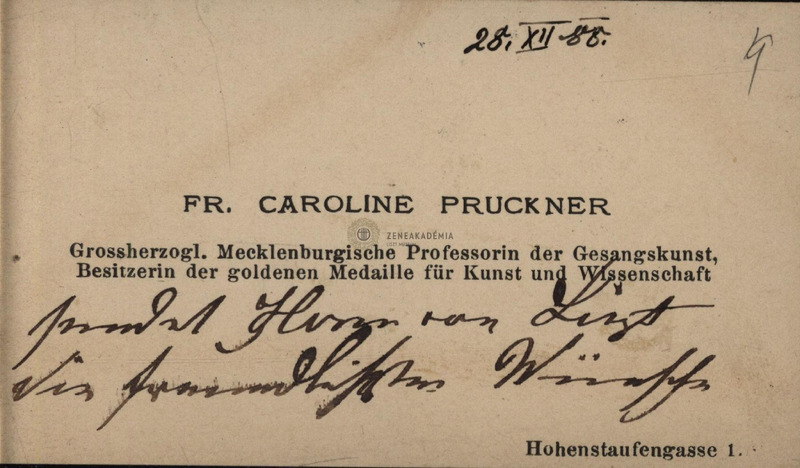 28. XII 88.
FR. CAROLINE PRUCKNER
ZENEAKADÉMIA
Grossherzogl. Mecklenburgische Professorin der Gesangskunst,
Besitzerin der goldenen Medaille für Kunst und Wissenschaft
sendet Herrn von Liszt
die freundlichsten Wünsche
Hohenstaufengasse 1.